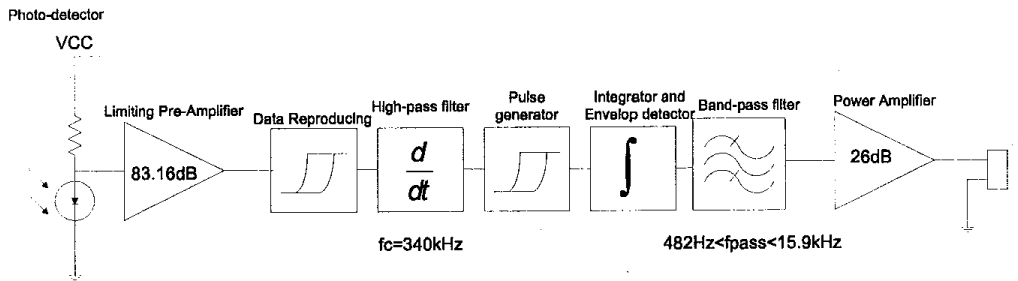 Photo-detector
VCC
Limiting Pre-Amplifier
83.16dB
Data Reproducing
High-pass filter
d
dt
fc=340kHz
Pulse
generator
Integrator and
Envelop detector
∫
Band-pass filter
482Hz<fpass<15.9kHz
Power Amplifier
26dB